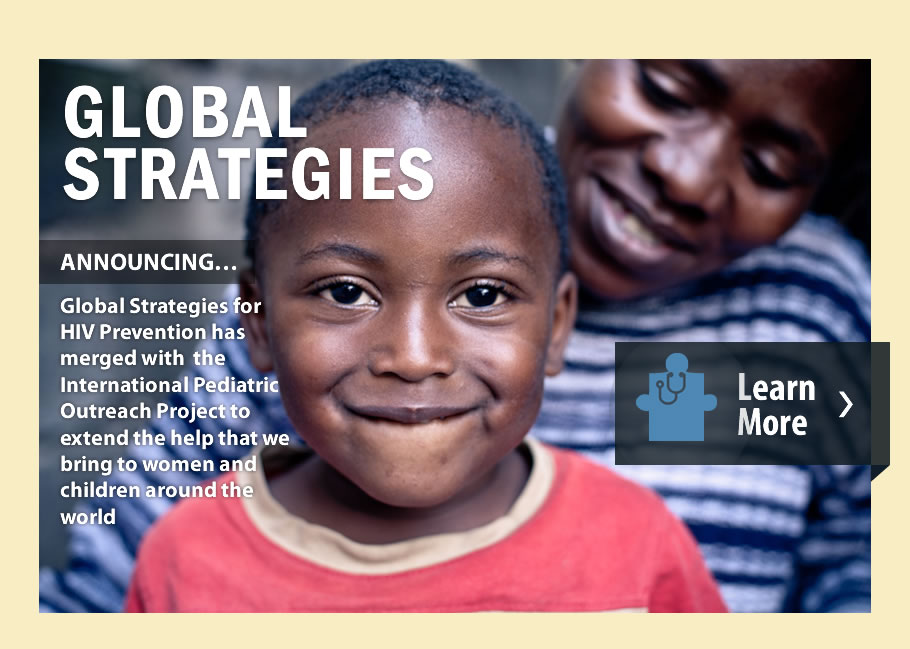 GLOBAL
STRATEGIES
ANNOUNCING...
Global Strategies for
HIV Prevention has
merged with the
International Pediatric
Outreach Project to
extend the help that we
bring to women and
children around the
world
Learn
More